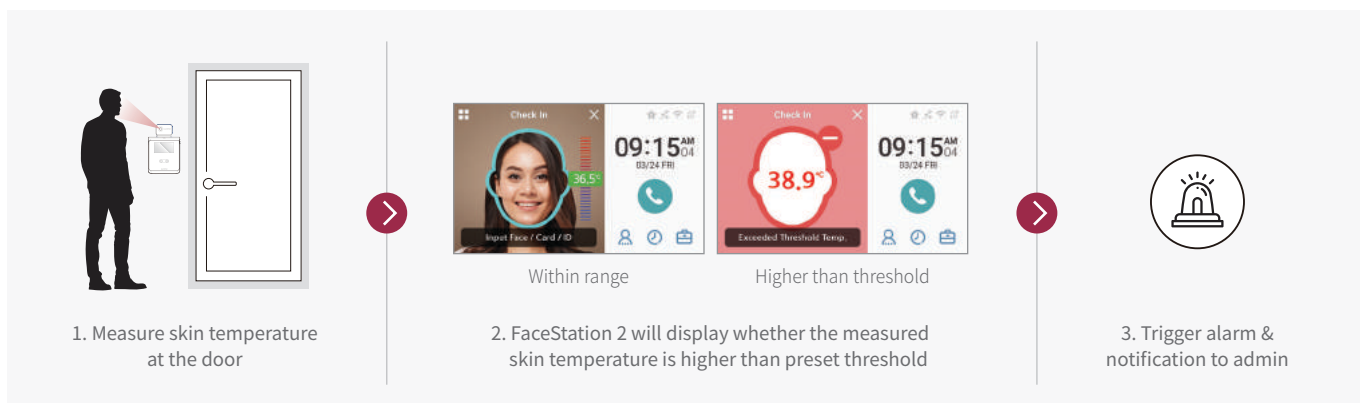 Check In
36.5°
Input Face / Card / ID
09:15 AM 04
03/24 FRI
Check In
38.9°c
Exceeded Threshold Temp.
09:15 AM 04
03/24 FRI
Within range
Higher than threshold
1. Measure skin temperature
at the door
2. FaceStation 2 will display whether the measured
skin temperature is higher than preset threshold
3. Trigger alarm &
notification to admin